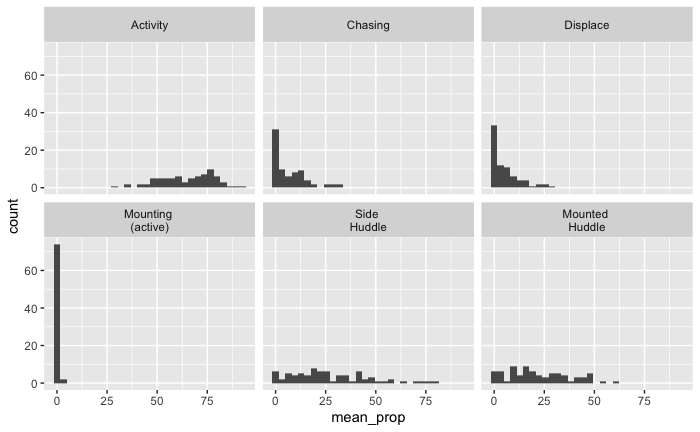 Activity
Chasing
Displace
60
40
20
0
count
Mounting
(active)
Side
Huddle
Mounted
Huddle
60
40
20
0
0 25 50 75
0 25 50 75
0 25 50 75
mean_prop